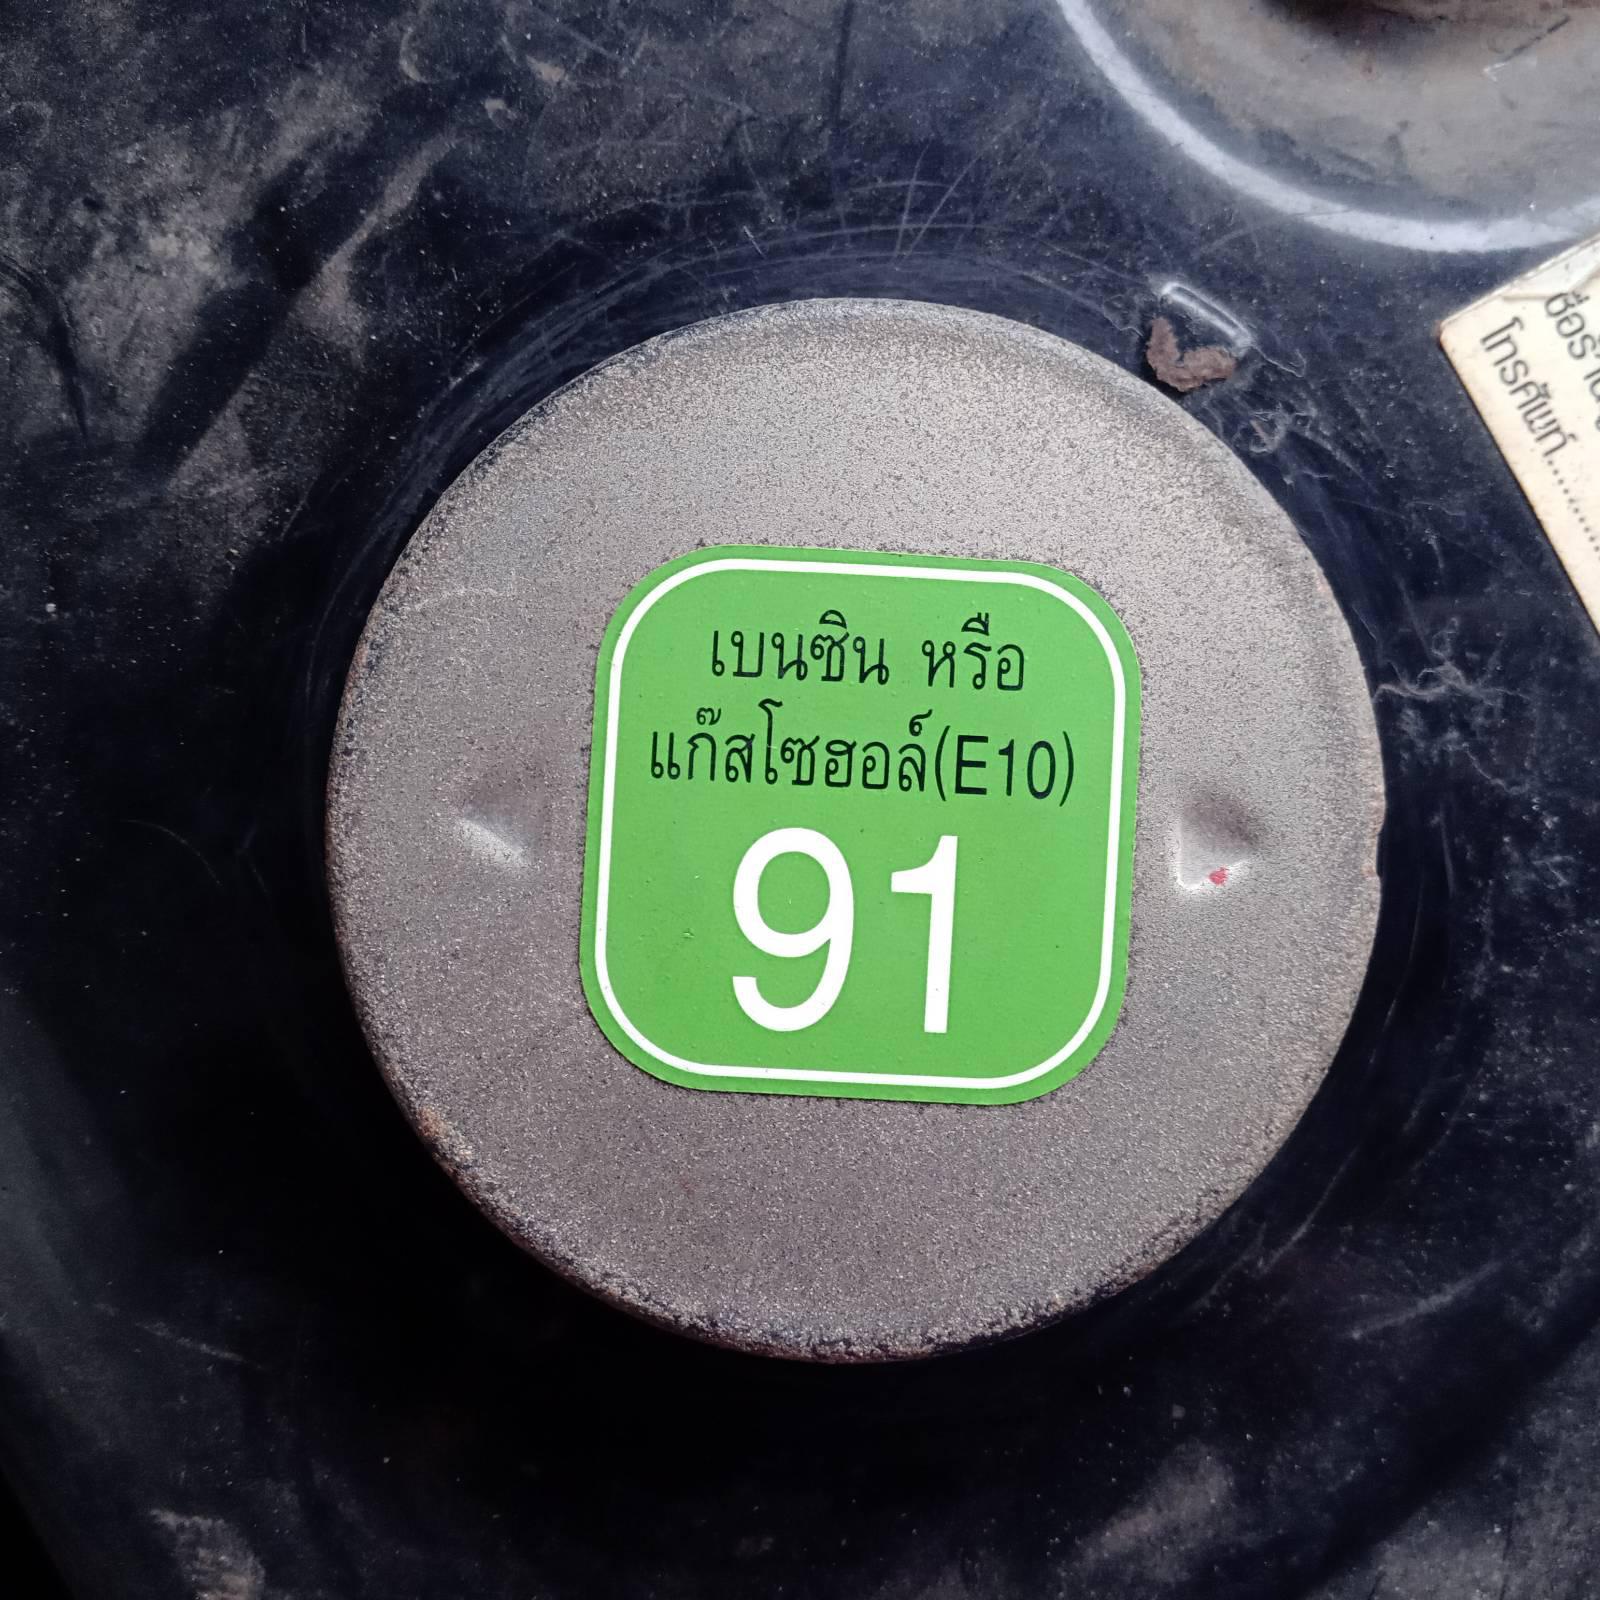 เบนซิน หรือ
แก๊สโซฮอล์(E10)
91
โทรศัพท์............